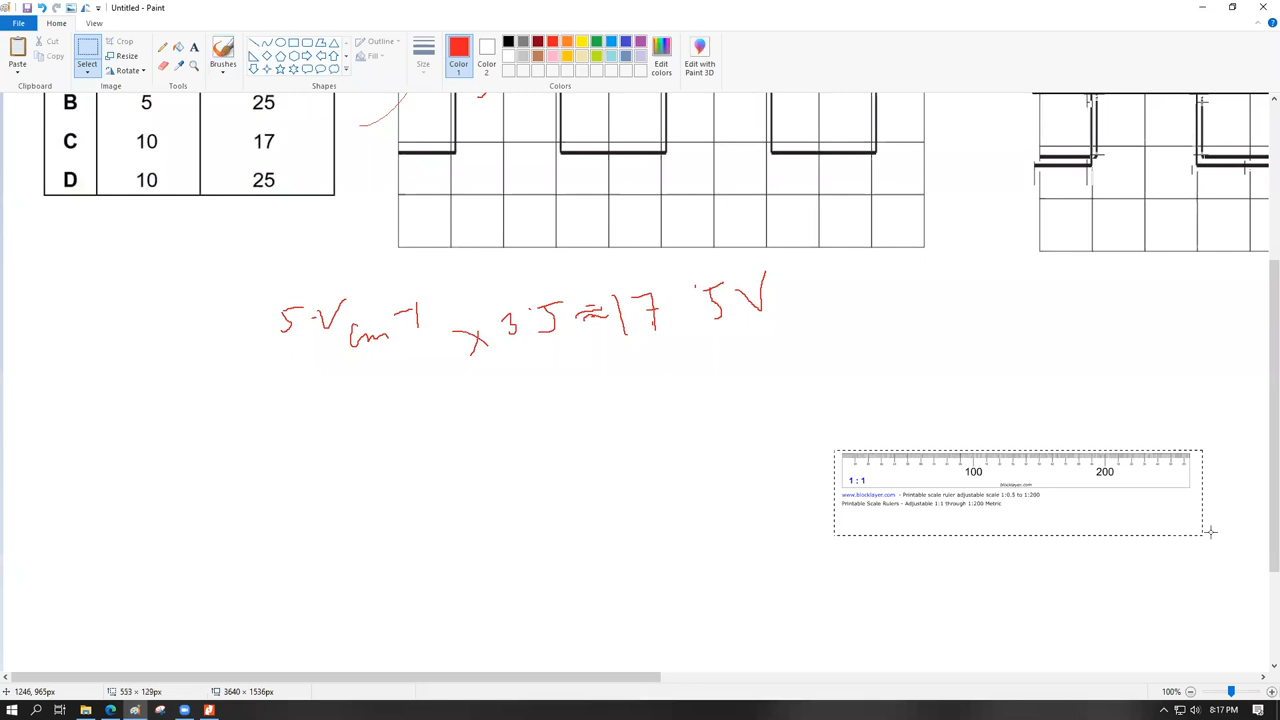 Untitled - Paint
File Home View
Paste
Cut
Copy
Clipboard
Select
Crop
Resize
Rotate
Image
Tools
Brushes
Shapes
Outline
Fill
Size
Color 1
Color 2
Colors
Edit colors
Edit with Paint 3D
B 5 25
C 10 17
D 10 25
5.V cm⁻¹ × 3.5 ≈ 17 .5V
100 200
1 : 1
blocklayer.com
www.blocklayer.com - Printable scale ruler adjustable scale 1:0.5 to 1:200
Printable Scale Rulers - Adjustable 1:1 through 1:200 Metric
1246, 965px 553 × 129px 3640 × 1536px 100%
8:17 PM